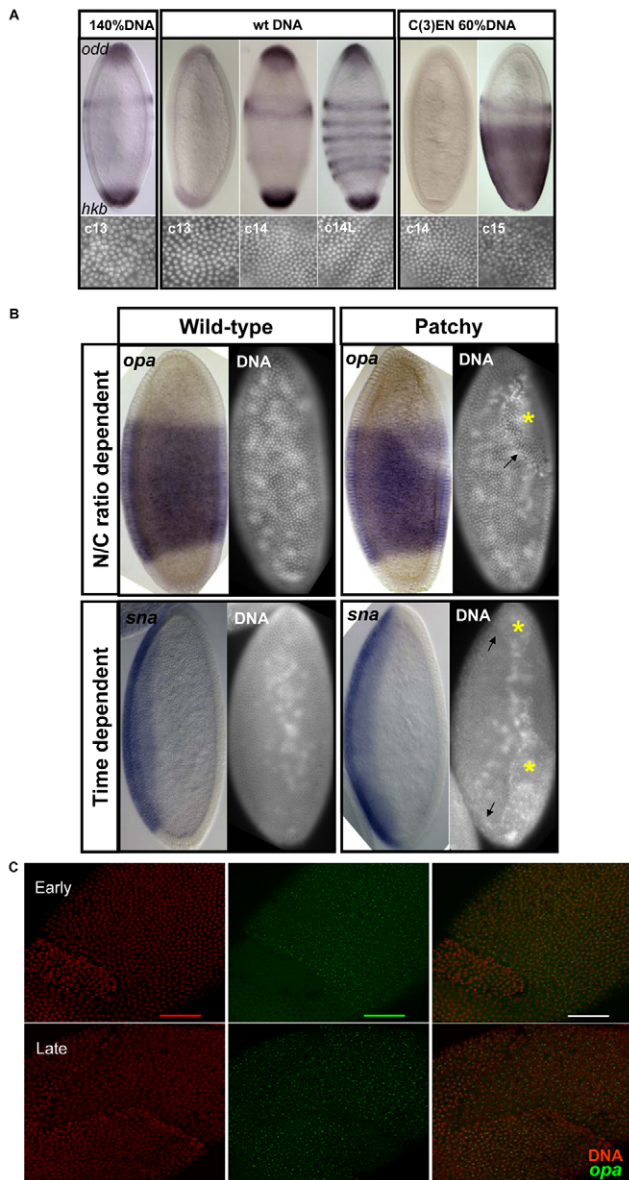 A
140%DNA
wt DNA
C(3)EN 60%DNA
odd
hkb
c13
c13
c14
c14L
c14
c15
B
Wild-type
Patchy
N/C ratio dependent
opa
DNA
opa
DNA
*
Time dependent
sna
DNA
sna
DNA
*
*
C
Early
Late
DNA
opa